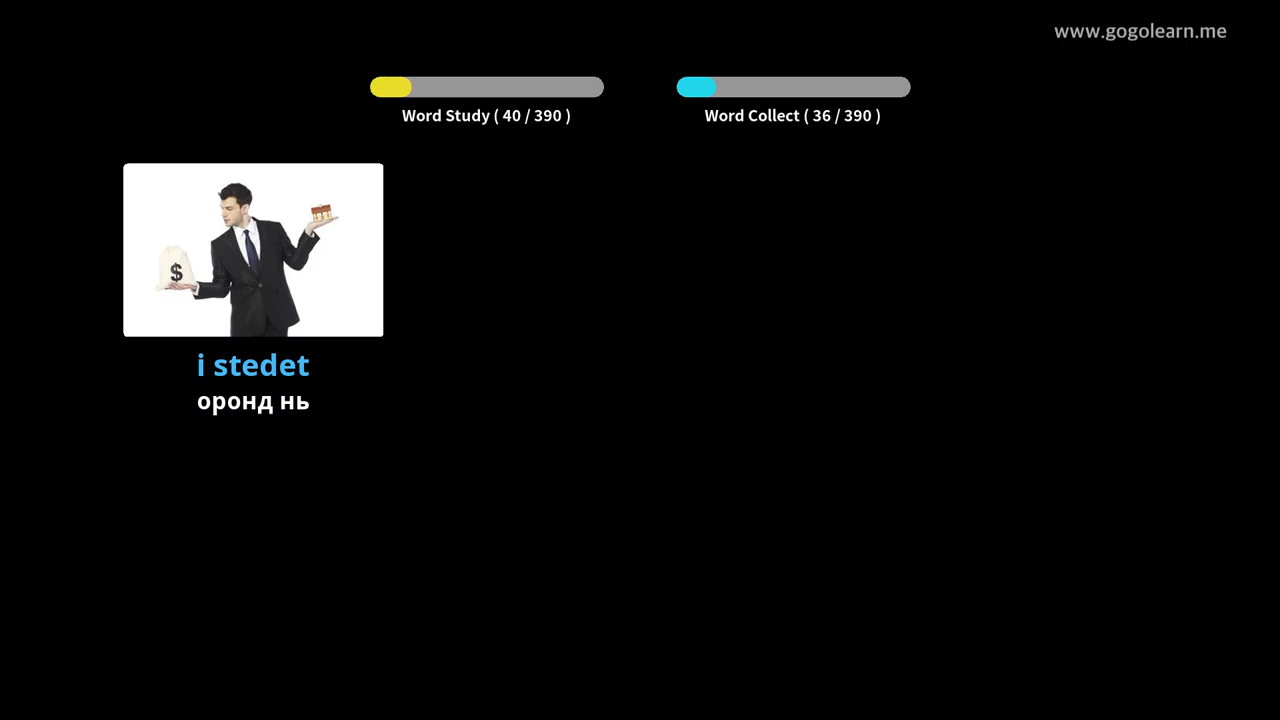 www.gogolearn.me
Word Study ( 40 / 390 )
Word Collect ( 36 / 390 )
$
i stedet
оронд нь